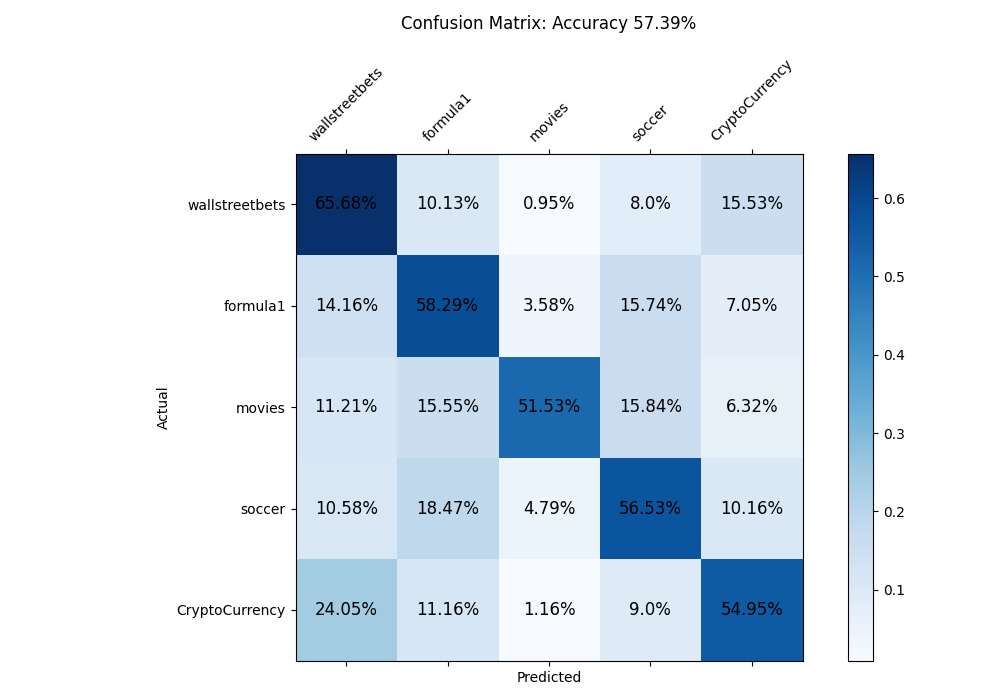 Confusion Matrix: Accuracy 57.39%
wallstreetbets formula1 movies soccer CryptoCurrency
wallstreetbets 65.68% 10.13% 0.95% 8.0% 15.53%
formula1 14.16% 58.29% 3.58% 15.74% 7.05%
movies 11.21% 15.55% 51.53% 15.84% 6.32%
soccer 10.58% 18.47% 4.79% 56.53% 10.16%
CryptoCurrency 24.05% 11.16% 1.16% 9.0% 54.95%
Actual
Predicted
0.6
0.5
0.4
0.3
0.2
0.1